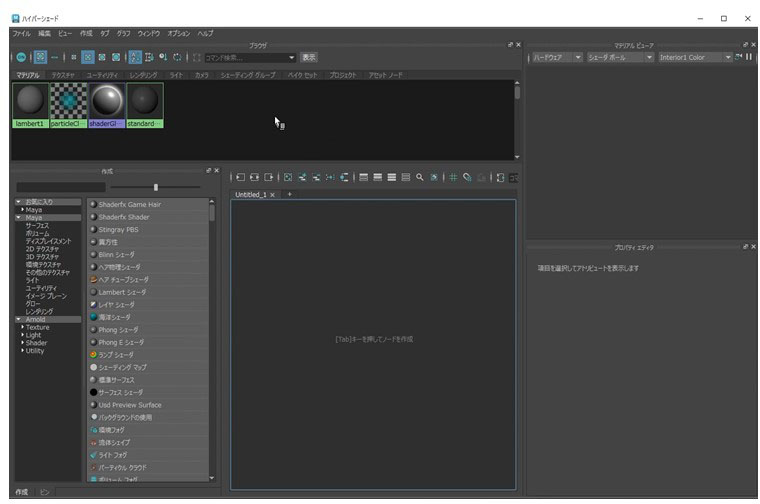 ハイパーシェード
ファイル 編集 ビュー 作成 タブ グラフ ウィンドウ オプション ヘルプ
ブラウザ
ON
コマンド検索...
表示
マテリアル テクスチャ ユーティリティ レンダリング ライト カメラ シェーディング グループ ベイク セット プロジェクト アセット ノード
lambert1 particleCl··· shaderGl··· standard···
マテリアル ビューア
ハードウェア シェーダ ボール Interior1 Color
作成
お気に入り
Maya
Maya
サーフェス
ボリューム
ディスプレイスメント
2D テクスチャ
3D テクスチャ
環境テクスチャ
その他のテクスチャ
ライト
ユーティリティ
イメージ プレーン
グロー
レンダリング
Arnold
Texture
Light
Shader
Utility
Shaderfx Game Hair
Shaderfx Shader
Stingray PBS
異方性
Blinn シェーダ
ヘア物理シェーダ
ヘア チューブシェーダ
Lambert シェーダ
レイヤ シェーダ
海洋シェーダ
Phong シェーダ
Phong E シェーダ
ランプ シェーダ
シェーディング マップ
標準サーフェス
サーフェス シェーダ
Usd Preview Surface
バックグラウンドの使用
環境フォグ
流体シェイプ
ライト フォグ
パーティクル クラウド
ボリューム フォグ
作成 ビン
Untitled_1 × +
[Tab]キーを押してノードを作成
プロパティ エディタ
項目を選択してアトリビュートを表示します